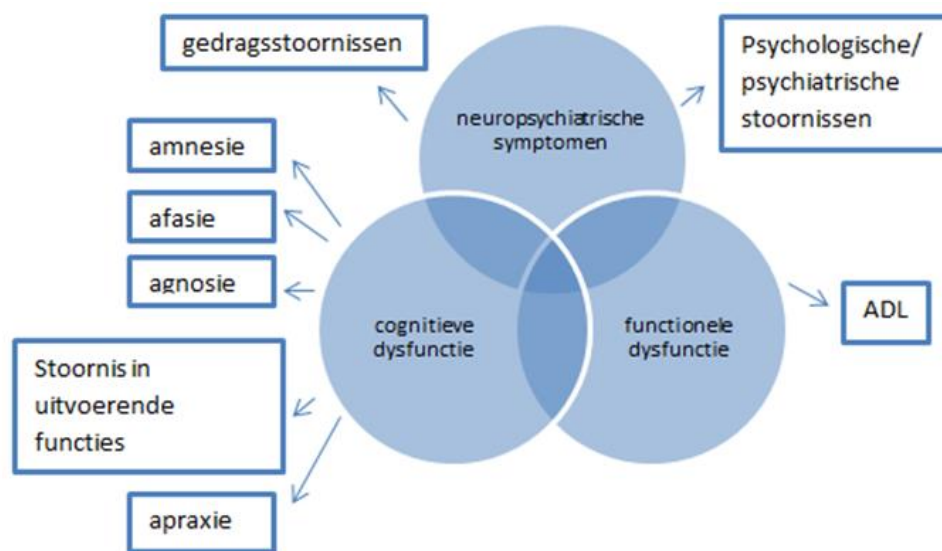 gedragsstoornissen
Psychologische/
psychiatrische
stoornissen
neuropsychiatrische
symptomen
amnesie
afasie
agnosie
cognitieve
dysfunctie
functionele
dysfunctie
ADL
Stoornis in
uitvoerende
functies
apraxie